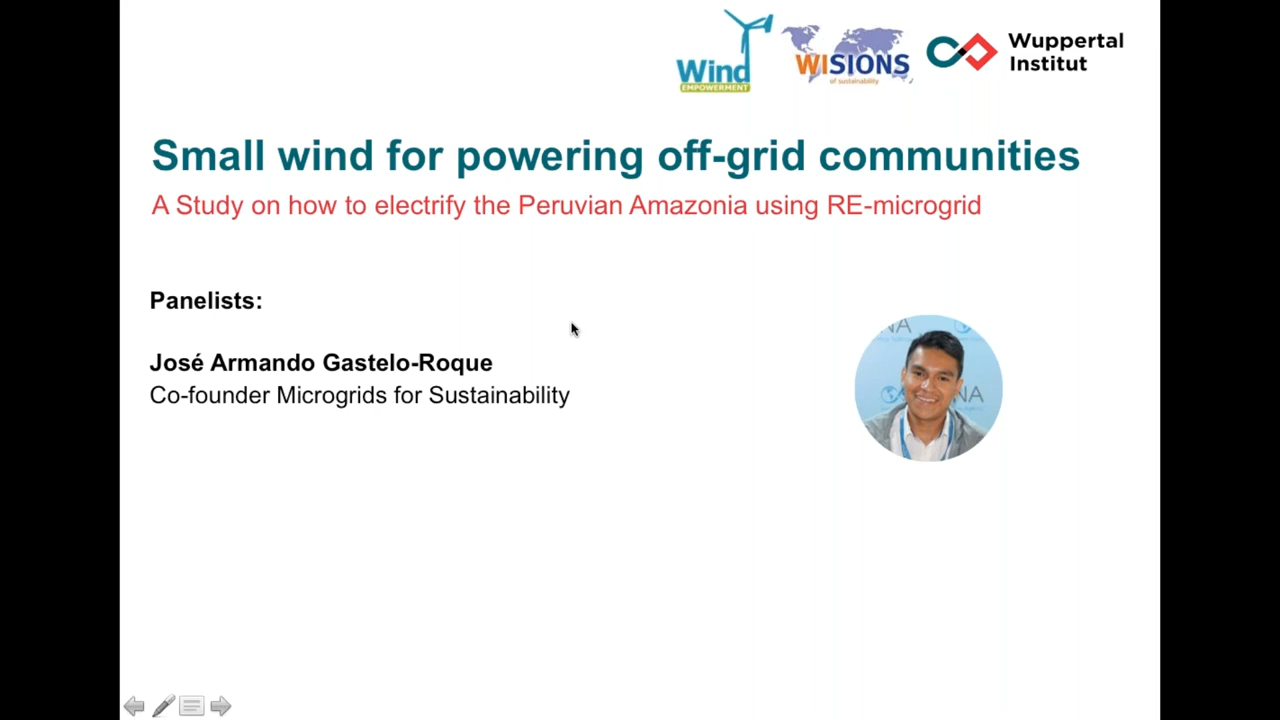 Wind
EMPOWERMENT
WISIONS
of sustainability
Wuppertal
Institut
Small wind for powering off-grid communities
A Study on how to electrify the Peruvian Amazonia using RE-microgrid
Panelists:
José Armando Gastelo-Roque
Co-founder Microgrids for Sustainability